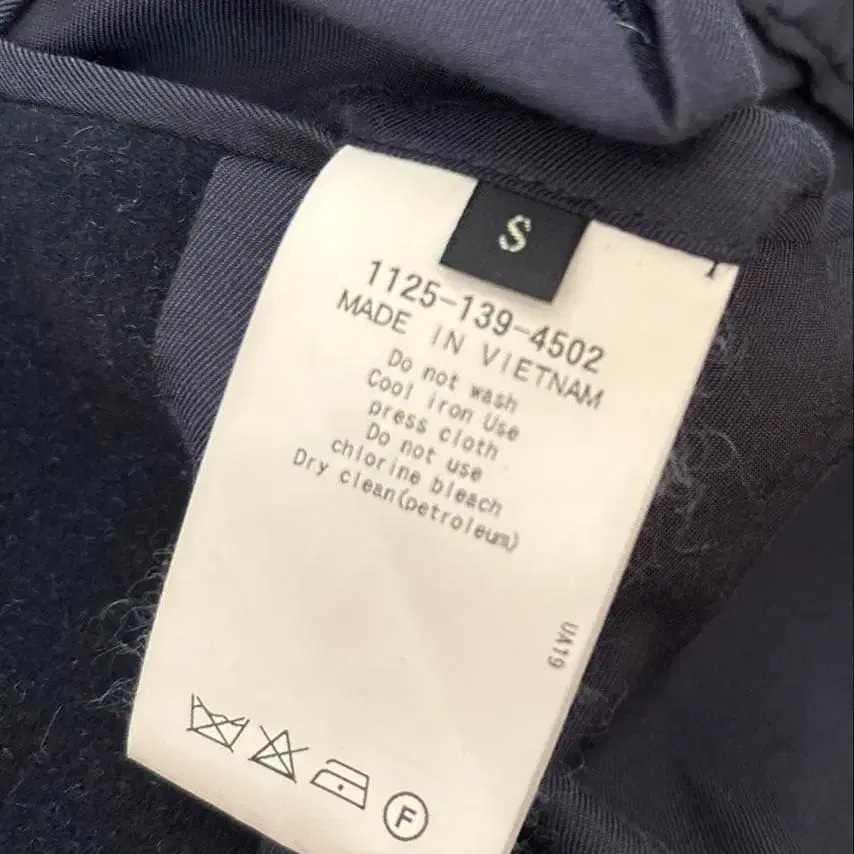 S
1125-139-4502
MADE IN VIETNAM
Do not wash
Cool iron Use
press cloth
Do not use
chlorine bleach
Dry clean(petroleum)
UA19
F